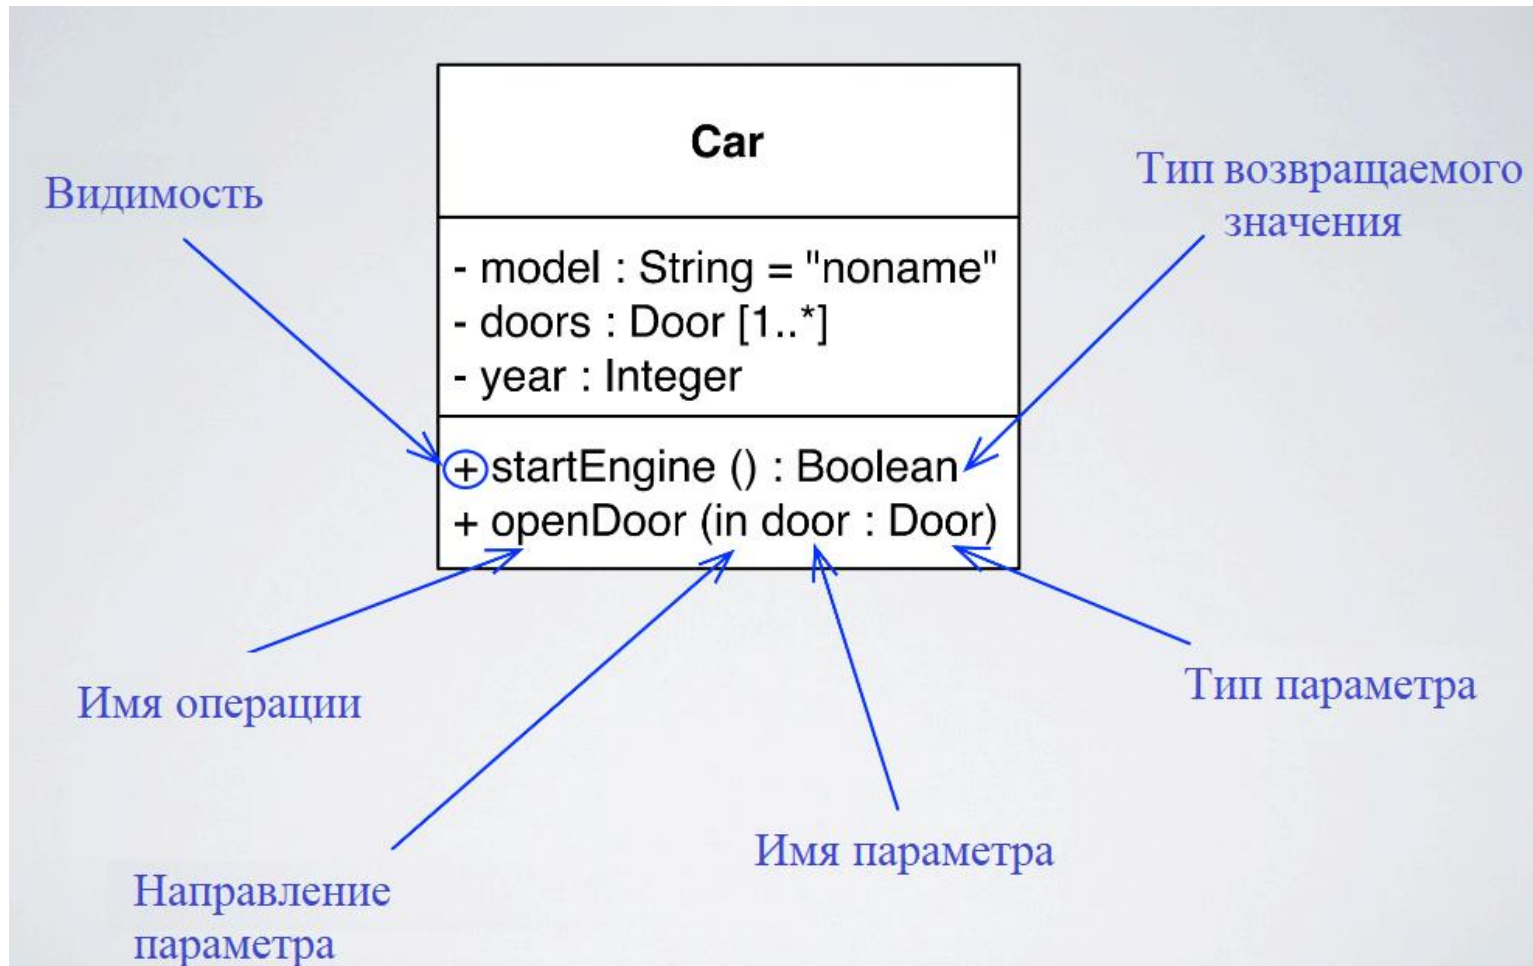 Car
Видимость
Тип возвращаемого
значения
- model : String = "noname"
- doors : Door [1..*]
- year : Integer
+ startEngine () : Boolean
+ openDoor (in door : Door)
Имя операции
Тип параметра
Имя параметра
Направление
параметра